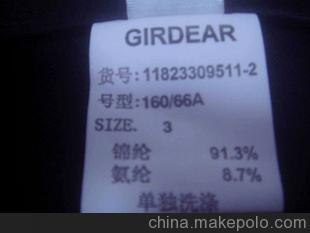 GIRDEAR
货号:11823309511-2
号型:160/66A
SIZE. 3
锦纶 91.3%
氨纶 8.7%
单独洗涤
china.makepolo.com